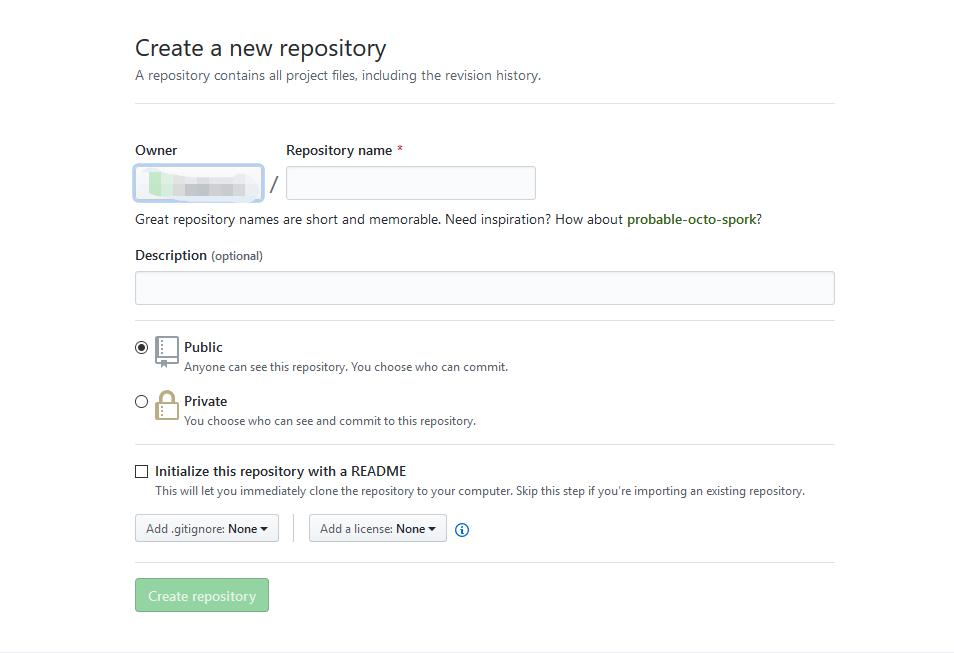 Create a new repository
A repository contains all project files, including the revision history.
Owner
Repository name *
/
Great repository names are short and memorable. Need inspiration? How about probable-octo-spork?
Description (optional)
Public
Anyone can see this repository. You choose who can commit.
Private
You choose who can see and commit to this repository.
Initialize this repository with a README
This will let you immediately clone the repository to your computer. Skip this step if you’re importing an existing repository.
Add .gitignore: None
Add a license: None
Create repository